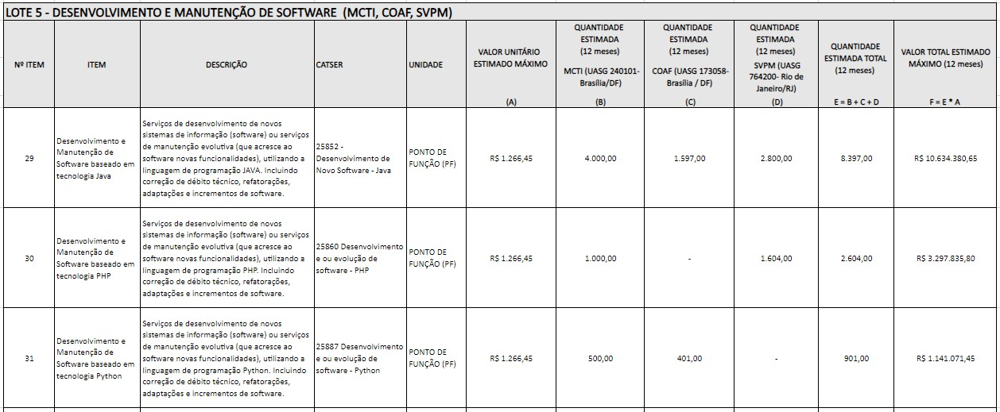 LOTE 5 - DESENVOLVIMENTO E MANUTENÇÃO DE SOFTWARE (MCTI, COAF, SVPM)
Nº ITEM
ITEM
DESCRIÇÃO
CATSER
UNIDADE
VALOR UNITÁRIO
ESTIMADO MÁXIMO
(A)
QUANTIDADE
ESTIMADA
(12 meses)
MCTI (UASG 240101-
Brasília/DF)
(B)
QUANTIDADE
ESTIMADA
(12 meses)
COAF (UASG 173058-
Brasília / DF)
(C)
QUANTIDADE
ESTIMADA
(12 meses)
SVPM (UASG
764200- Rio de
Janeiro/RJ)
(D)
QUANTIDADE
ESTIMADA TOTAL
(12 meses)
E = B + C + D
VALOR TOTAL ESTIMADO
MÁXIMO (12 meses)
F = E * A
29
Desenvolvimento e
Manutenção de
Software baseado em
tecnologia Java
Serviços de desenvolvimento de novos
sistemas de informação (software) ou serviços
de manutenção evolutiva (que acresce ao
software novas funcionalidades), utilizando a
linguagem de programação JAVA. Incluindo
correção de débito técnico, refatorações,
adaptações e incrementos de software.
25852 -
Desenvolvimento de
Novo Software - Java
PONTO DE
FUNÇÃO (PF)
R$ 1.266,45
4.000,00
1.597,00
2.800,00
8.397,00
R$ 10.634.380,65
30
Desenvolvimento e
Manutenção de
Software baseado em
tecnologia PHP
Serviços de desenvolvimento de novos
sistemas de informação (software) ou serviços
de manutenção evolutiva (que acresce ao
software novas funcionalidades), utilizando a
linguagem de programação PHP. Incluindo
correção de débito técnico, refatorações,
adaptações e incrementos de software.
25860 Desenvolvimento
e ou evolução de
software - PHP
PONTO DE
FUNÇÃO (PF)
R$ 1.266,45
1.000,00
-
1.604,00
2.604,00
R$ 3.297.835,80
31
Desenvolvimento e
Manutenção de
Software baseado em
tecnologia Python
Serviços de desenvolvimento de novos
sistemas de informação (software) ou serviços
de manutenção evolutiva (que acresce ao
software novas funcionalidades), utilizando a
linguagem de programação Python. Incluindo
correção de débito técnico, refatorações,
adaptações e incrementos de software.
25887 Desenvolvimento
e ou evolução de
software - Python
PONTO DE
FUNÇÃO (PF)
R$ 1.266,45
500,00
401,00
-
901,00
R$ 1.141.071,45